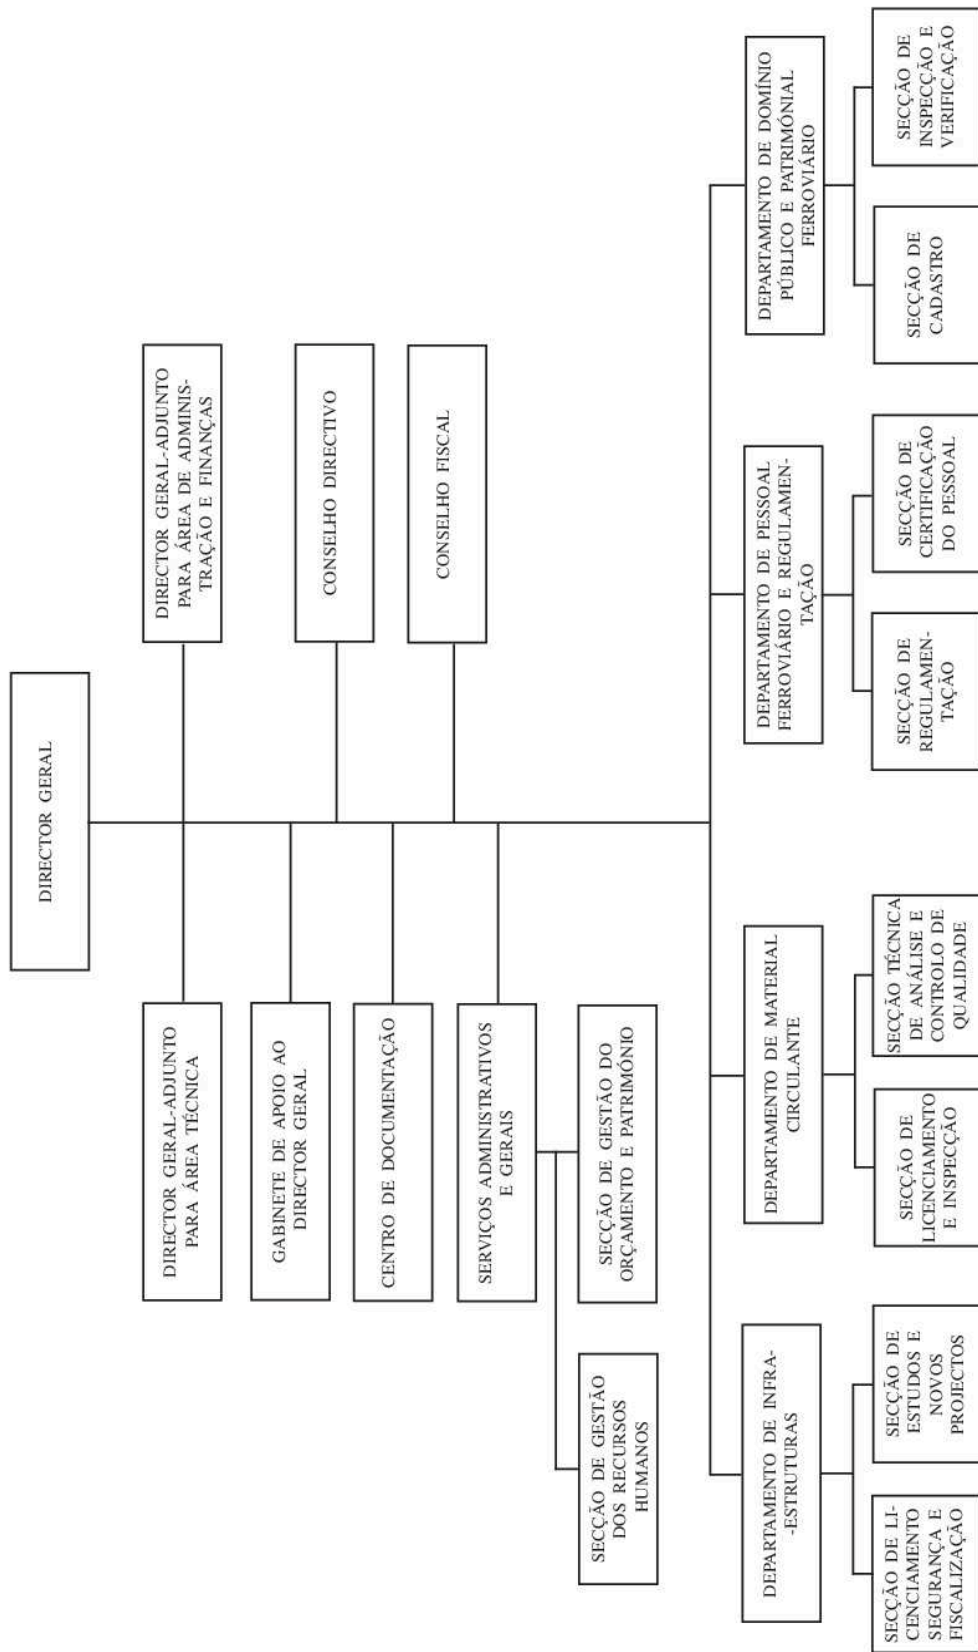 DIRECTOR GERAL
DIRECTOR GERAL-ADJUNTO
PARA ÁREA TÉCNICA
DIRECTOR GERAL-ADJUNTO
PARA ÁREA DE ADMINIS-
TRAÇÃO E FINANÇAS
GABINETE DE APOIO AO
DIRECTOR GERAL
CONSELHO DIRECTIVO
CENTRO DE DOCUMENTAÇÃO
CONSELHO FISCAL
SERVIÇOS ADMINISTRATIVOS
E GERAIS
SECÇÃO DE GESTÃO
DOS RECURSOS
HUMANOS
SECÇÃO DE GESTÃO DO
ORÇAMENTO E PATRIMÓNIO
DEPARTAMENTO DE INFRA-
-ESTRUTURAS
DEPARTAMENTO DE MATERIAL
CIRCULANTE
DEPARTAMENTO DE PESSOAL
FERROVIÁRIO E REGULAMEN-
TAÇÃO
DEPARTAMENTO DE DOMÍNIO
PÚBLICO E PATRIMÓNIAL
FERROVIÁRIO
SECÇÃO DE LI-
CENCIAMENTO
SEGURANÇA E
FISCALIZAÇÃO
SECÇÃO DE
ESTUDOS E
NOVOS
PROJECTOS
SECÇÃO DE
LICENCIAMENTO
E INSPECÇÃO
SECÇÃO TÉCNICA
DE ANÁLISE E
CONTROLO DE
QUALIDADE
SECÇÃO DE
REGULAMEN-
TAÇÃO
SECÇÃO DE
CERTIFICAÇÃO
DO PESSOAL
SECÇÃO DE
CADASTRO
SECÇÃO DE
INSPECÇÃO E
VERIFICAÇÃO